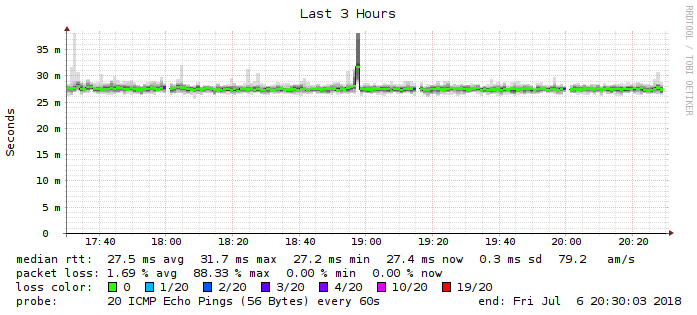 Last 3 Hours
RRDTOOL / TOBI OETIKER
Seconds
35 m
30 m
25 m
20 m
15 m
10 m
5 m
0
17:40 18:00 18:20 18:40 19:00 19:20 19:40 20:00 20:20
median rtt: 27.5 ms avg 31.7 ms max 27.2 ms min 27.4 ms now 0.3 ms sd 79.2 am/s
packet loss: 1.69 % avg 88.33 % max 0.00 % min 0.00 % now
loss color: 0 1/20 2/20 3/20 4/20 10/20 19/20
probe: 20 ICMP Echo Pings (56 Bytes) every 60s end: Fri Jul 6 20:30:03 2018